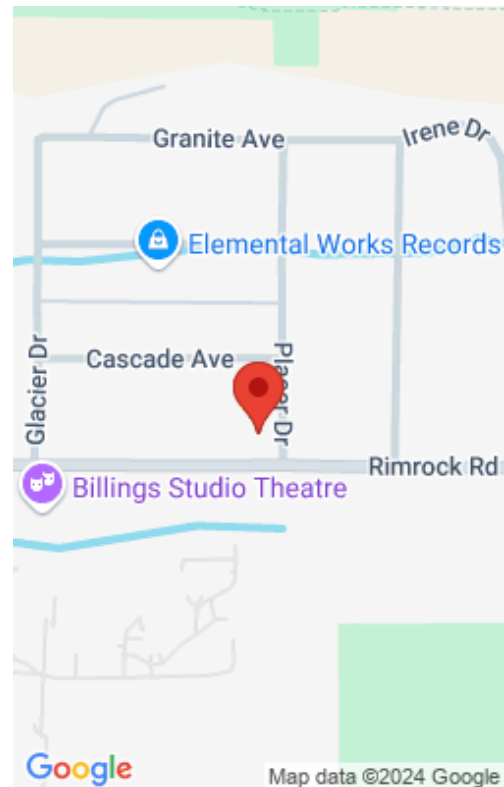 Granite Ave
Irene Dr
Elemental Works Records
Cascade Ave
Placer Dr
Glacier Dr
Rimrock Rd
Billings Studio Theatre
Google
Map data ©2024 Google